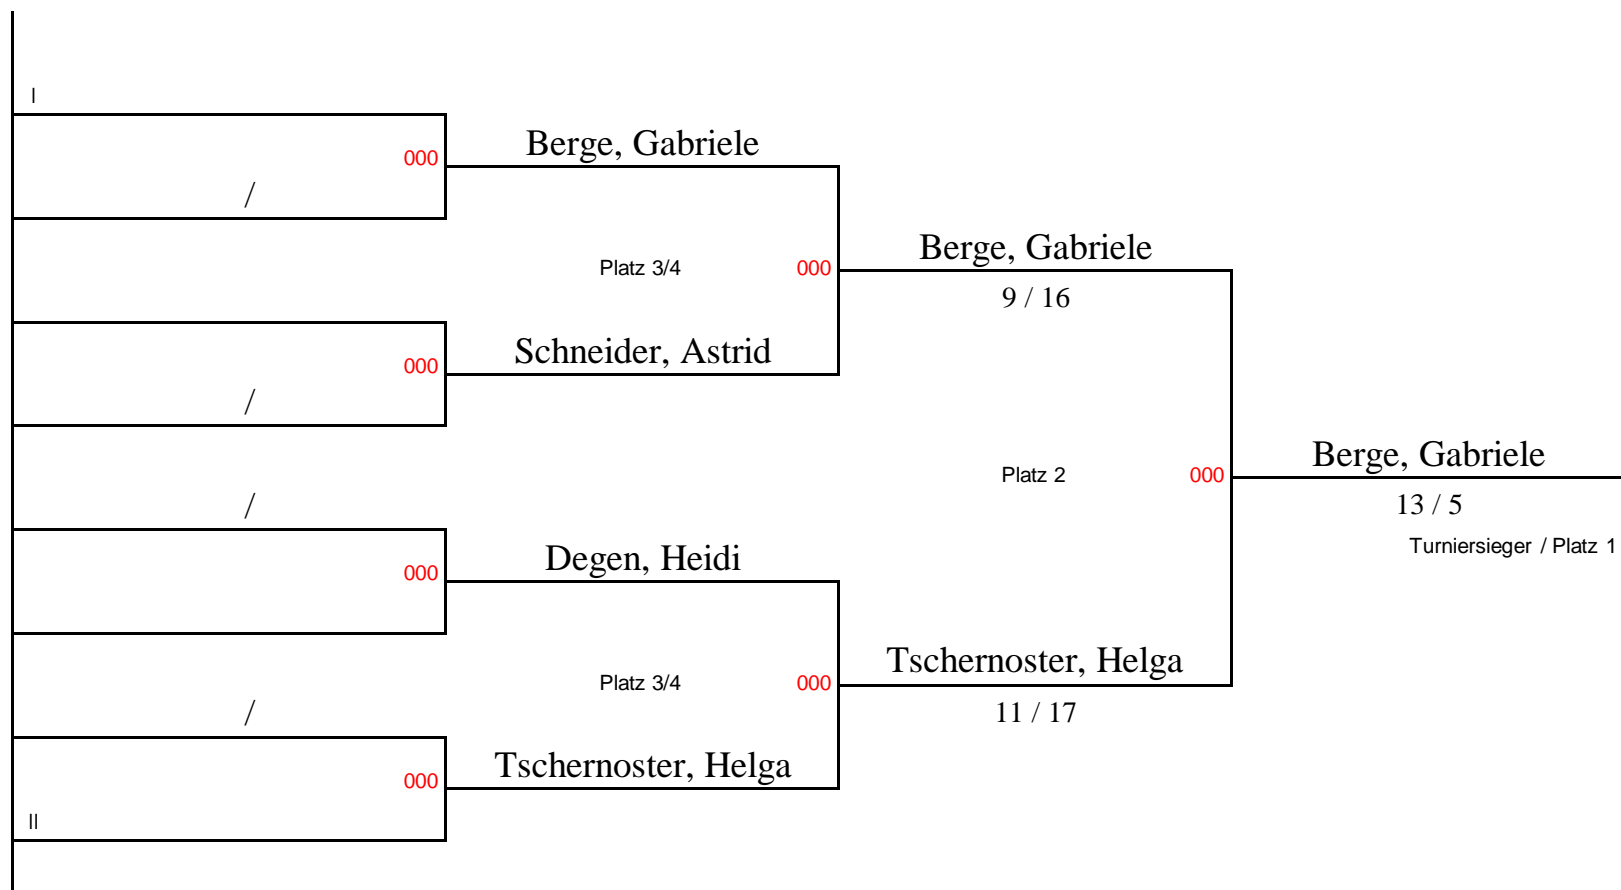 I
000
/
Berge, Gabriele
Platz 3/4
000
000
/
Schneider, Astrid
Berge, Gabriele
9 / 16
/
000
Degen, Heidi
Platz 3/4
000
/
000
II
Tschernoster, Helga
Tschernoster, Helga
11 / 17
Platz 2
000
Berge, Gabriele
13 / 5
Turniersieger / Platz 1